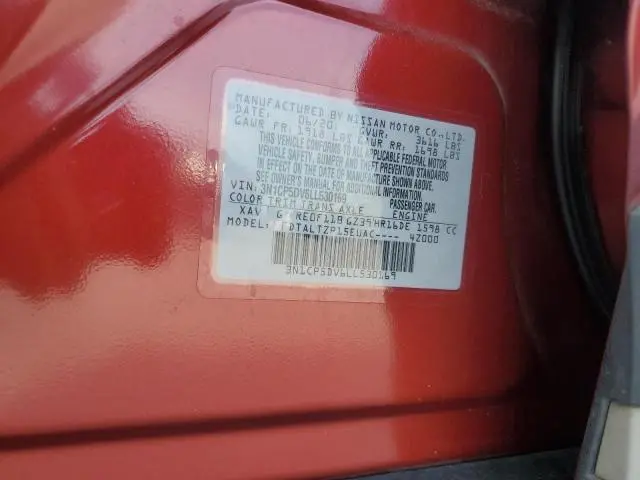 MANUFACTURED BY NISSAN MOTOR CO.,LTD.
DATE: 06/20 GVWR: 3616 LBS
GAWR FR: 1910 LBS GAWR RR: 1698 LBS
THIS VEHICLE CONFORMS TO ALL APPLICABLE FEDERAL MOTOR
VEHICLE SAFETY, BUMPER AND THEFT PREVENTION
STANDARDS IN EFFECT ON THE DATE OF MANUFACTURE SHOWN ABOVE.
SEE OWNER'S MANUAL FOR ADDITIONAL INFORMATION.
VIN: 3N1CP5DV6LL530169 PASSENGER CAR
COLOR TRIM TRANS AXLE ENGINE
XAV G RE0F11B GZ39 HR16DE 1598 CC
MODEL: FDTALTZP15EUAC---- 4Z000
3N1CP5DV6LL530169